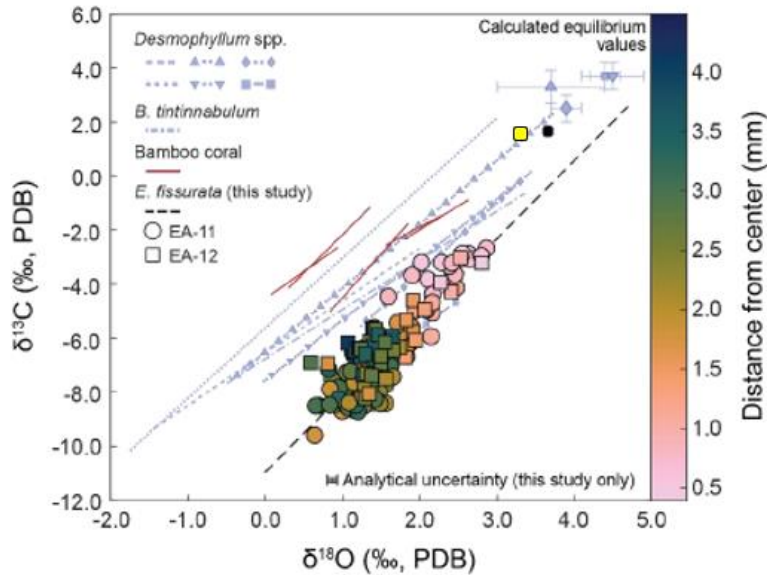 Desmophyllum spp.
B. tintinnabulum
Bamboo coral
E. fissurata (this study)
EA-11
EA-12
Calculated equilibrium
values
Analytical uncertainty (this study only)
6.0
4.0
2.0
0.0
-2.0
-4.0
-6.0
-8.0
-10.0
-12.0
δ13C (‰, PDB)
-2.0 -1.0 0.0 1.0 2.0 3.0 4.0 5.0
δ18O (‰, PDB)
4.0
3.5
3.0
2.5
2.0
1.5
1.0
0.5
Distance from center (mm)